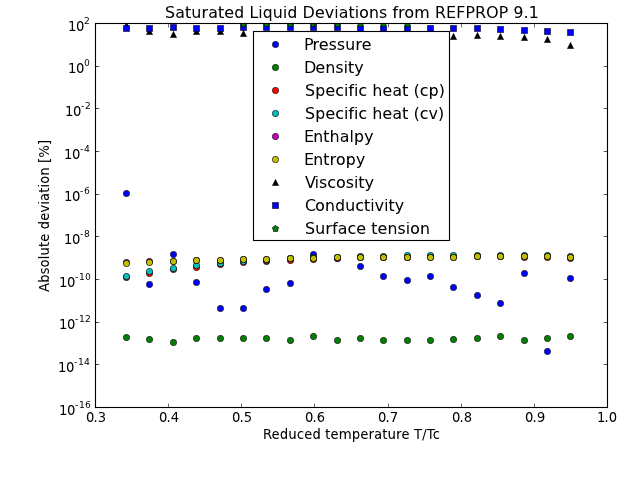 Saturated Liquid Deviations from REFPROP 9.1
10^2
10^0
10^-2
10^-4
10^-6
10^-8
10^-10
10^-12
10^-14
10^-16
Absolute deviation [%]
Pressure
Density
Specific heat (cp)
Specific heat (cv)
Enthalpy
Entropy
Viscosity
Conductivity
Surface tension
0.3 0.4 0.5 0.6 0.7 0.8 0.9 1.0
Reduced temperature T/Tc